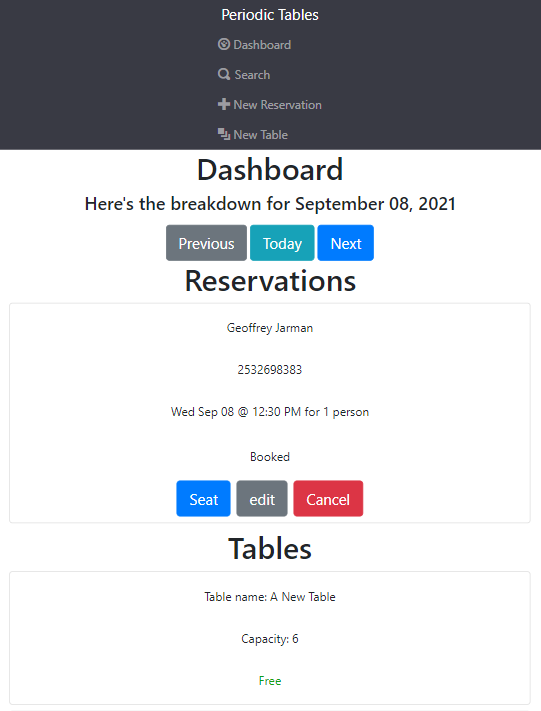 Periodic Tables
Dashboard
Search
New Reservation
New Table
Dashboard
Here's the breakdown for September 08, 2021
Previous Today Next
Reservations
Geoffrey Jarman
2532698383
Wed Sep 08 @ 12:30 PM for 1 person
Booked
Seat edit Cancel
Tables
Table name: A New Table
Capacity: 6
Free